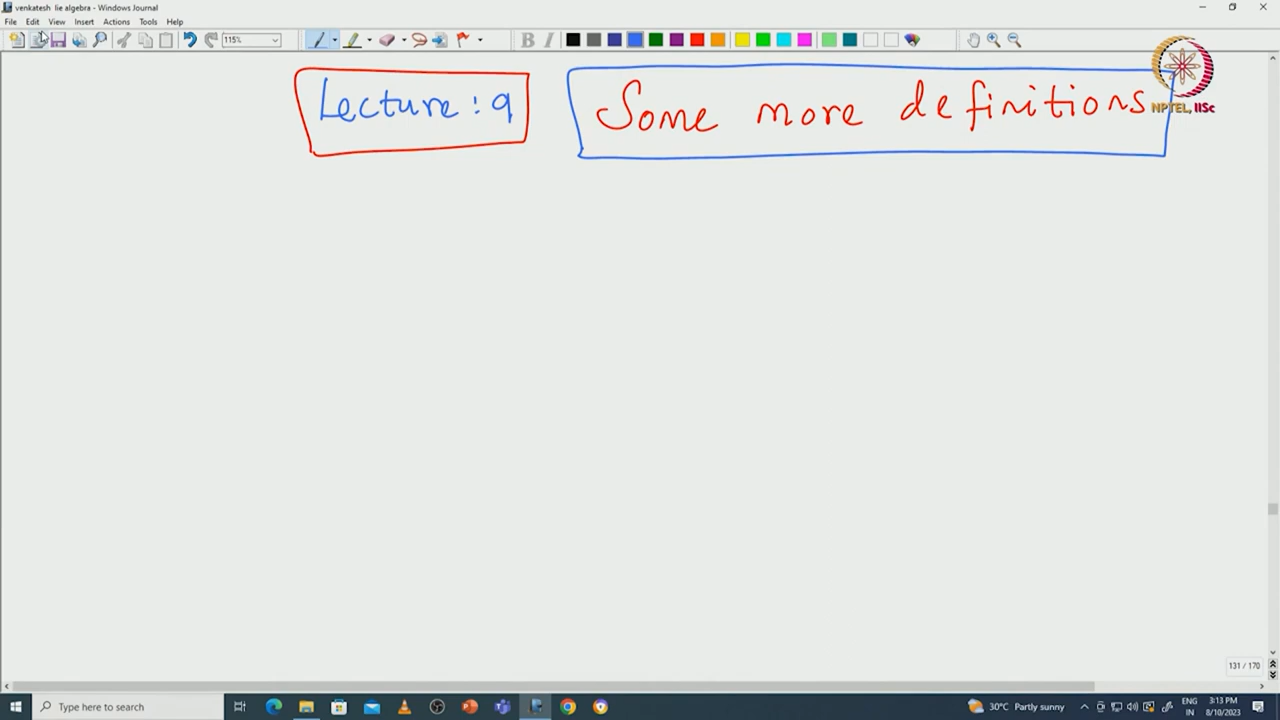 venkatesh lie algebra - Windows Journal
File Edit View Insert Actions Tools Help
115%
B I
Lecture : 9 Some more definitions
NPTEL, IISc
131 / 170
Type here to search
30°C Partly sunny
ENG
IN
3:13 PM
8/10/2023